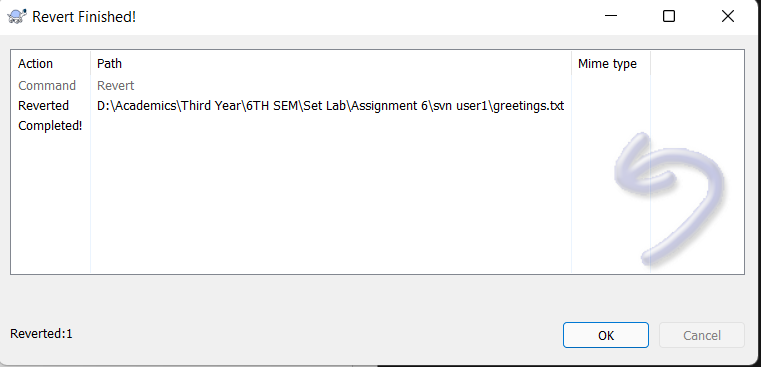 Revert Finished!
Action Path Mime type
Command Revert
Reverted D:\Academics\Third Year\6TH SEM\Set Lab\Assignment 6\svn user1\greetings.txt
Completed!
Reverted:1 OK Cancel